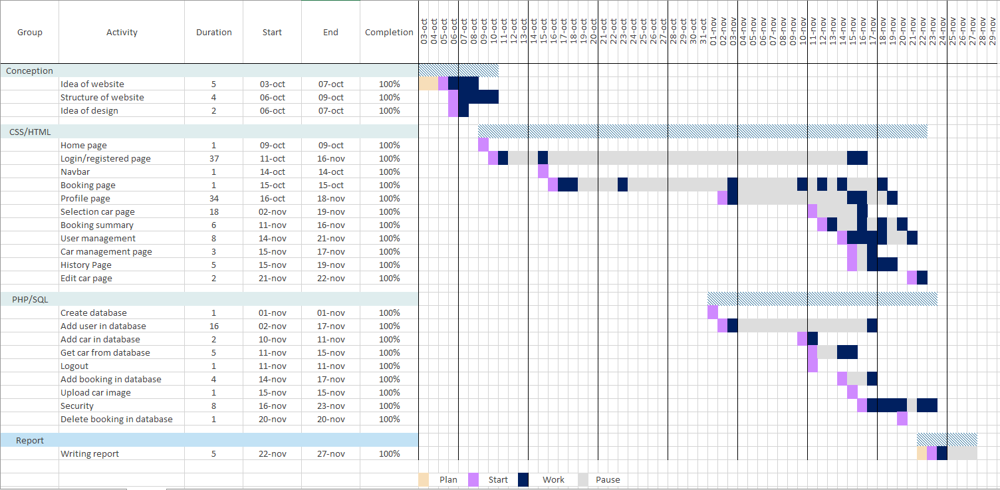 Group Activity Duration Start End Completion 03-oct 04-oct 05-oct 06-oct 07-oct 08-oct 09-oct 10-oct 11-oct 12-oct 13-oct 14-oct 15-oct 16-oct 17-oct 18-oct 19-oct 20-oct 21-oct 22-oct 23-oct 24-oct 25-oct 26-oct 27-oct 28-oct 29-oct 30-oct 31-oct 01-nov 02-nov 03-nov 04-nov 05-nov 06-nov 07-nov 08-nov 09-nov 10-nov 11-nov 12-nov 13-nov 14-nov 15-nov 16-nov 17-nov 18-nov 19-nov 20-nov 21-nov 22-nov 23-nov 24-nov 25-nov 26-nov 27-nov 28-nov 29-nov
Conception
Idea of website 5 03-oct 07-oct 100%
Structure of website 4 06-oct 09-oct 100%
Idea of design 2 06-oct 07-oct 100%
CSS/HTML
Home page 1 09-oct 09-oct 100%
Login/registered page 37 11-oct 16-nov 100%
Navbar 1 14-oct 14-oct 100%
Booking page 1 15-oct 15-oct 100%
Profile page 34 16-oct 18-nov 100%
Selection car page 18 02-nov 19-nov 100%
Booking summary 6 11-nov 16-nov 100%
User management 8 14-nov 21-nov 100%
Car management page 3 15-nov 17-nov 100%
History Page 5 15-nov 19-nov 100%
Edit car page 2 21-nov 22-nov 100%
PHP/SQL
Create database 1 01-nov 01-nov 100%
Add user in database 16 02-nov 17-nov 100%
Add car in database 2 10-nov 11-nov 100%
Get car from database 5 11-nov 15-nov 100%
Logout 1 11-nov 11-nov 100%
Add booking in database 4 14-nov 17-nov 100%
Upload car image 1 15-nov 15-nov 100%
Security 8 16-nov 23-nov 100%
Delete booking in database 1 20-nov 20-nov 100%
Report
Writing report 5 22-nov 27-nov 100%
Plan Start Work Pause